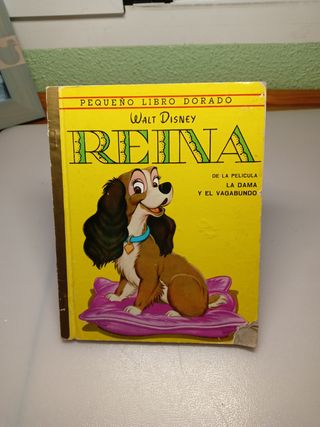 PEQUEÑO LIBRO DORADO
WALT DISNEY
REINA
DE LA PELICULA
LA DAMA
Y EL VAGABUNDO